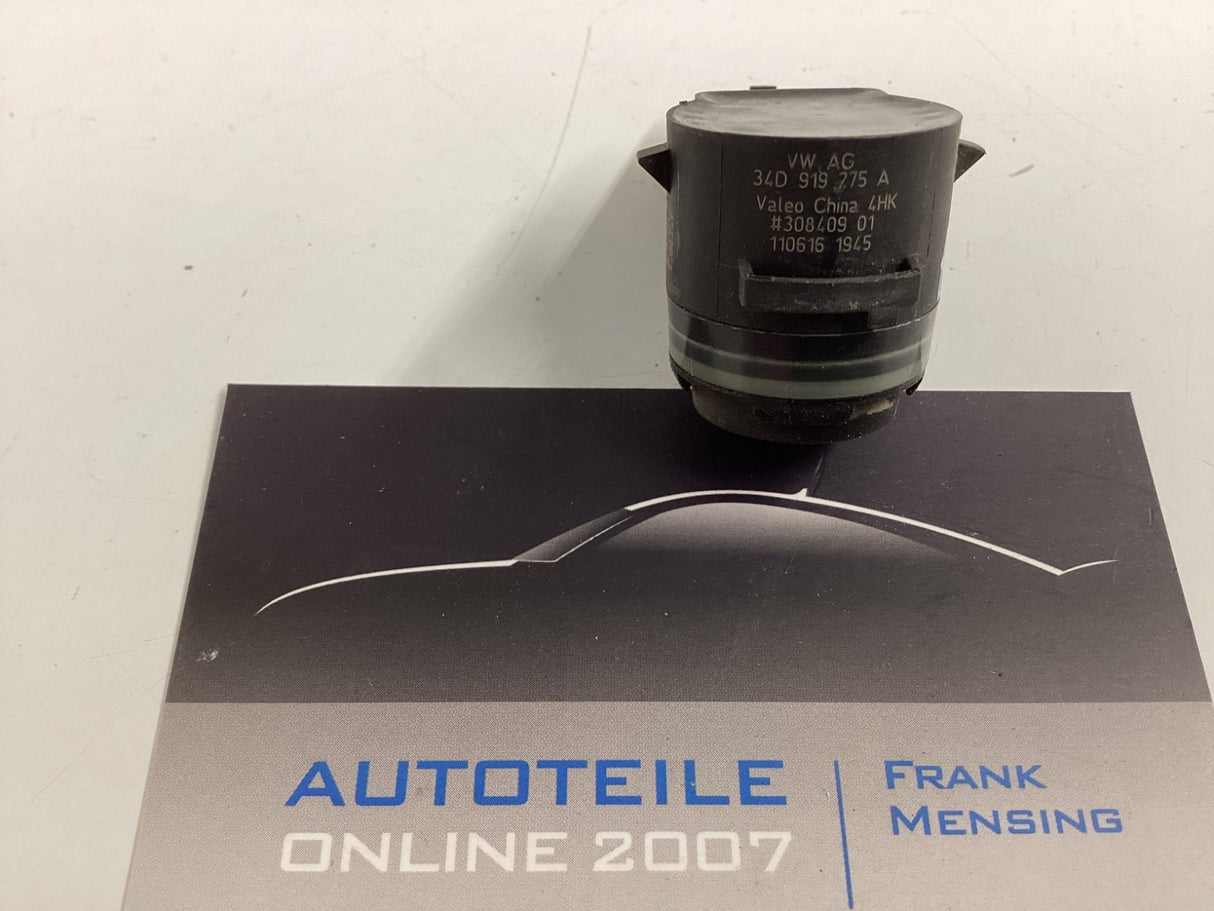 VW AG
34D 919 275 A
Valeo China 4HK
#308409 01
110616 1945
AUTOTEILE
ONLINE 2007
FRANK
MENSING